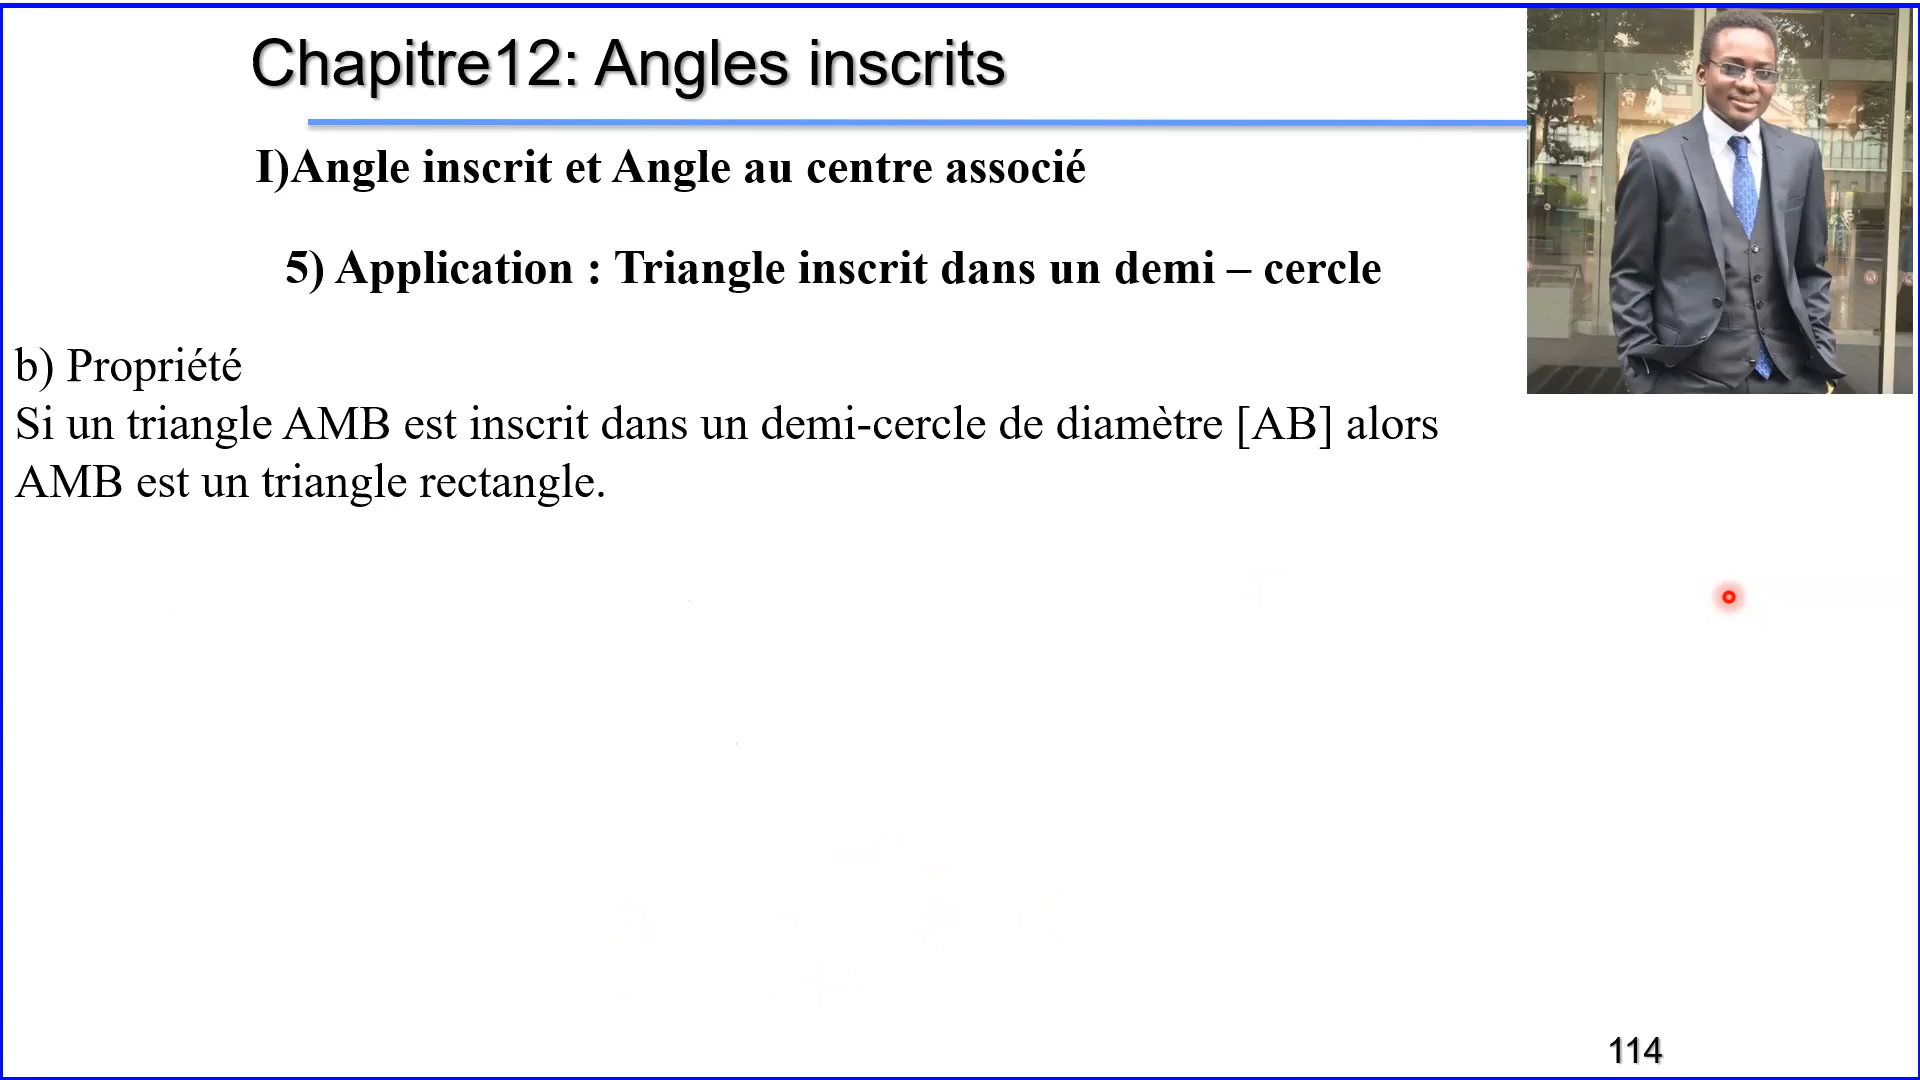 Chapitre12: Angles inscrits
I)Angle inscrit et Angle au centre associé
5) Application : Triangle inscrit dans un demi – cercle
b) Propriété
Si un triangle AMB est inscrit dans un demi-cercle de diamètre [AB] alors
AMB est un triangle rectangle.
114